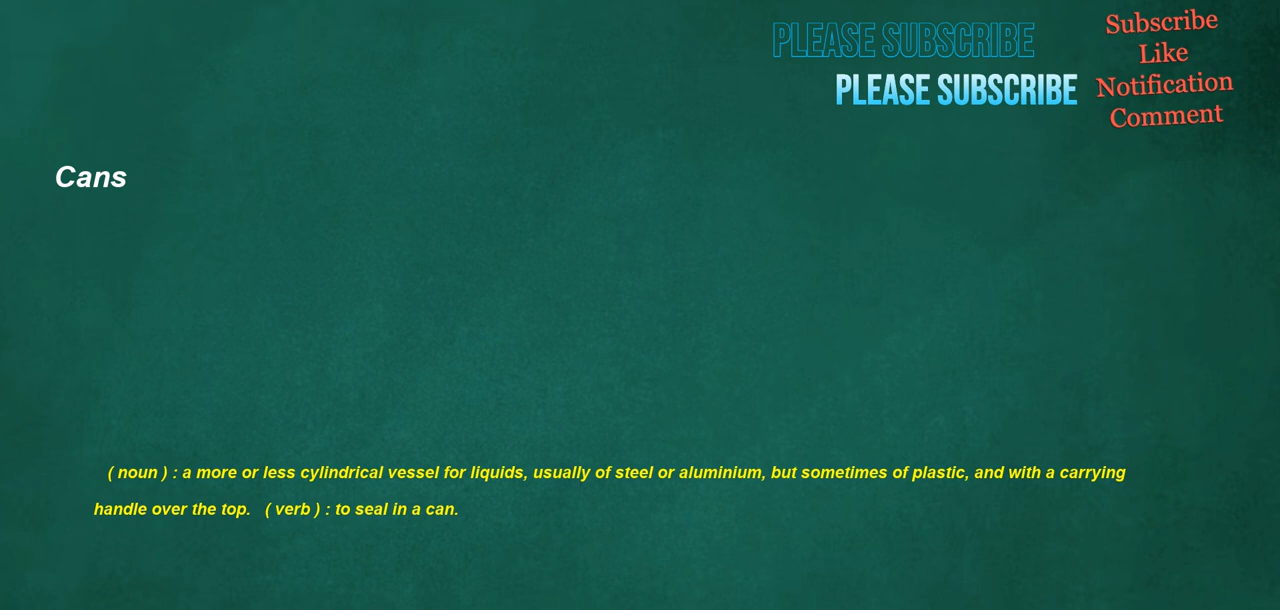 PLEASE SUBSCRIBE
PLEASE SUBSCRIBE
Subscribe
Like
Notification
Comment
Cans
( noun ) : a more or less cylindrical vessel for liquids, usually of steel or aluminium, but sometimes of plastic, and with a carrying
handle over the top. ( verb ) : to seal in a can.